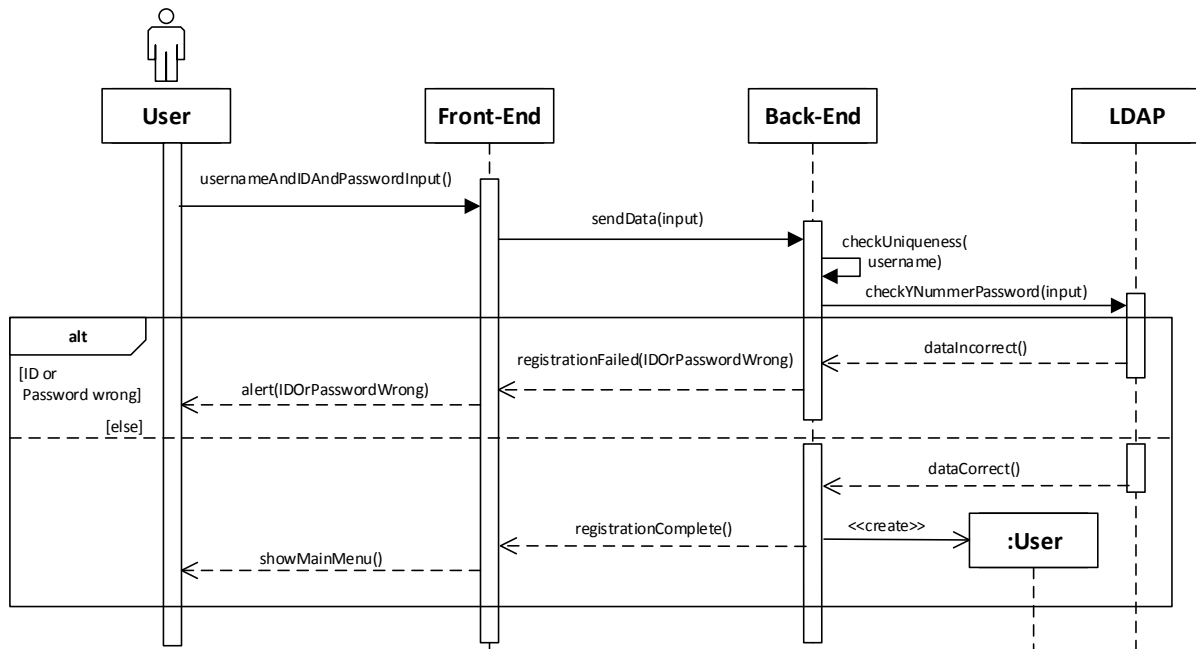 User
Front-End
Back-End
LDAP
usernameAndIDAndPasswordInput()
sendData(input)
checkUniqueness(
username)
checkYNummerPassword(input)
alt
[ID or
Password wrong]
dataIncorrect()
registrationFailed(IDOrPasswordWrong)
alert(IDOrPasswordWrong)
[else]
dataCorrect()
<<create>>
:User
registrationComplete()
showMainMenu()